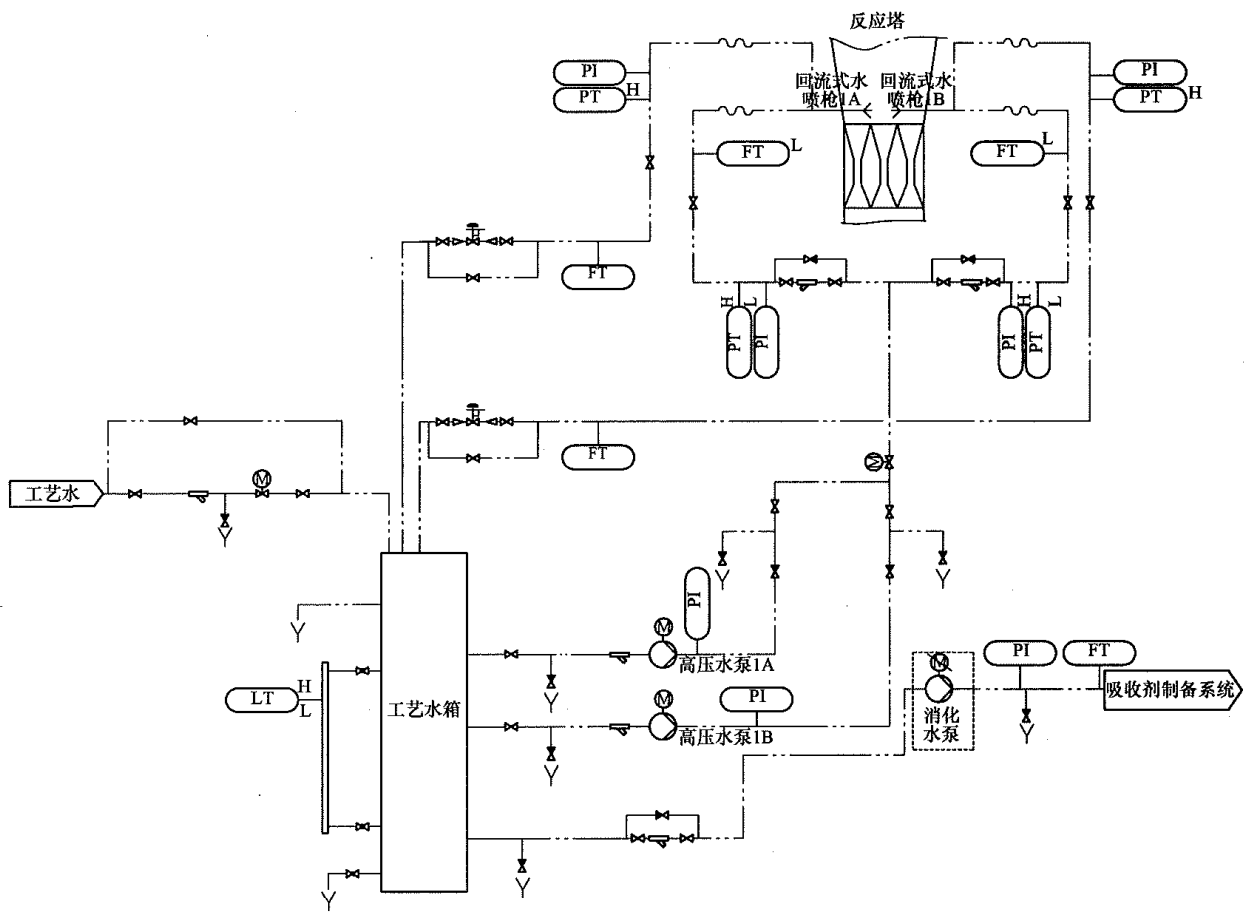 反应塔
PI
PT
H
回流式水
喷枪1A
回流式水
喷枪1B
PI
PT
H
FT
L
FT
L
FT
H
L
PT
PI
H
L
PI
PT
FT
M
工艺水
M
PI
M
高压水泵1A
PI
M
高压水泵1B
工艺水箱
LT
H
L
M
消化
水泵
PI
FT
吸收剂制备系统